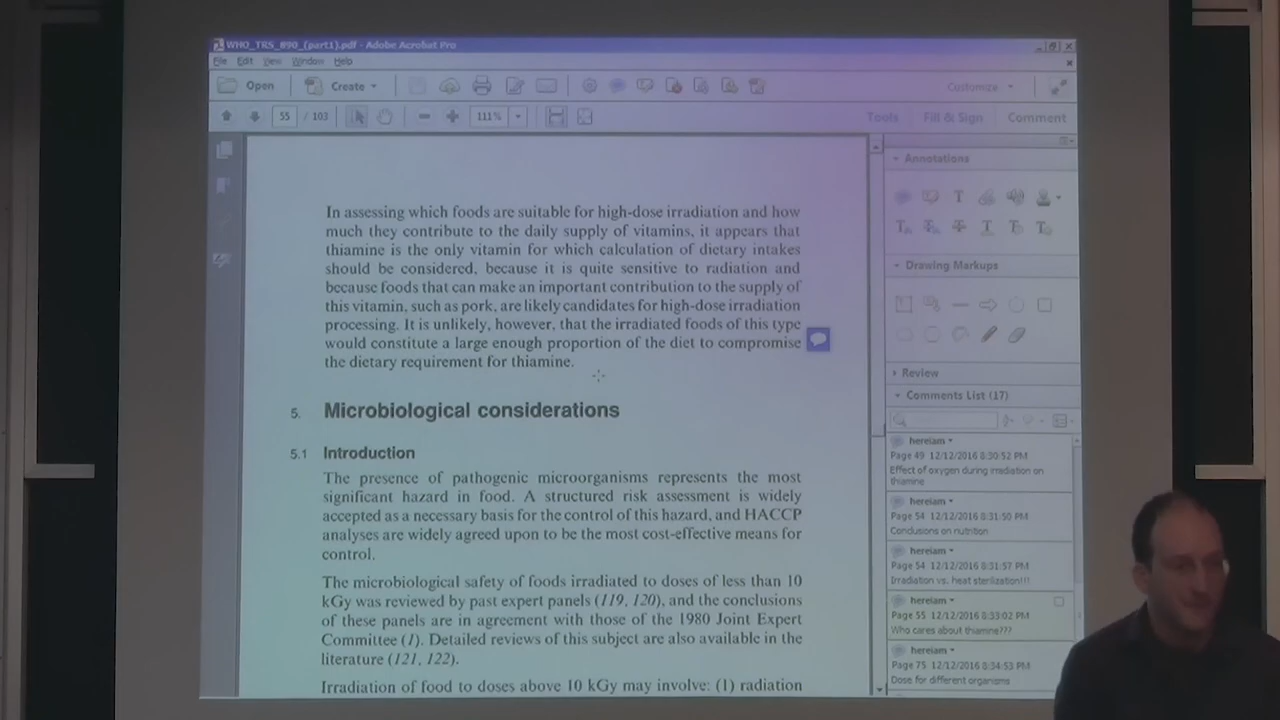 WHO_TRS_890_(part1).pdf - Adobe Acrobat Pro
File Edit View Window Help
Open Create Customize
55 / 103 111% Tools Fill & Sign Comment
In assessing which foods are suitable for high-dose irradiation and how
much they contribute to the daily supply of vitamins, it appears that
thiamine is the only vitamin for which calculation of dietary intakes
should be considered, because it is quite sensitive to radiation and
because foods that can make an important contribution to the supply of
this vitamin, such as pork, are likely candidates for high-dose irradiation
processing. It is unlikely, however, that the irradiated foods of this type
would constitute a large enough proportion of the diet to compromise
the dietary requirement for thiamine.
5. Microbiological considerations
5.1 Introduction
The presence of pathogenic microorganisms represents the most
significant hazard in food. A structured risk assessment is widely
accepted as a necessary basis for the control of this hazard, and HACCP
analyses are widely agreed upon to be the most cost-effective means for
control.
The microbiological safety of foods irradiated to doses of less than 10
kGy was reviewed by past expert panels (119, 120), and the conclusions
of these panels are in agreement with those of the 1980 Joint Expert
Committee (1). Detailed reviews of this subject are also available in the
literature (121, 122).
Irradiation of food to doses above 10 kGy may involve: (1) radiation
Annotations
Drawing Markups
Review
Comments List (17)
hereiam
Page 49 12/12/2016 8:30:52 PM
Effect of oxygen during irradiation on
thiamine
hereiam
Page 54 12/12/2016 8:31:50 PM
Conclusions on nutrition
hereiam
Page 54 12/12/2016 8:31:57 PM
Irradiation vs. heat sterilization!!!
hereiam
Page 55 12/12/2016 8:33:02 PM
Who cares about thiamine???
hereiam
Page 75 12/12/2016 8:34:53 PM
Dose for different organisms